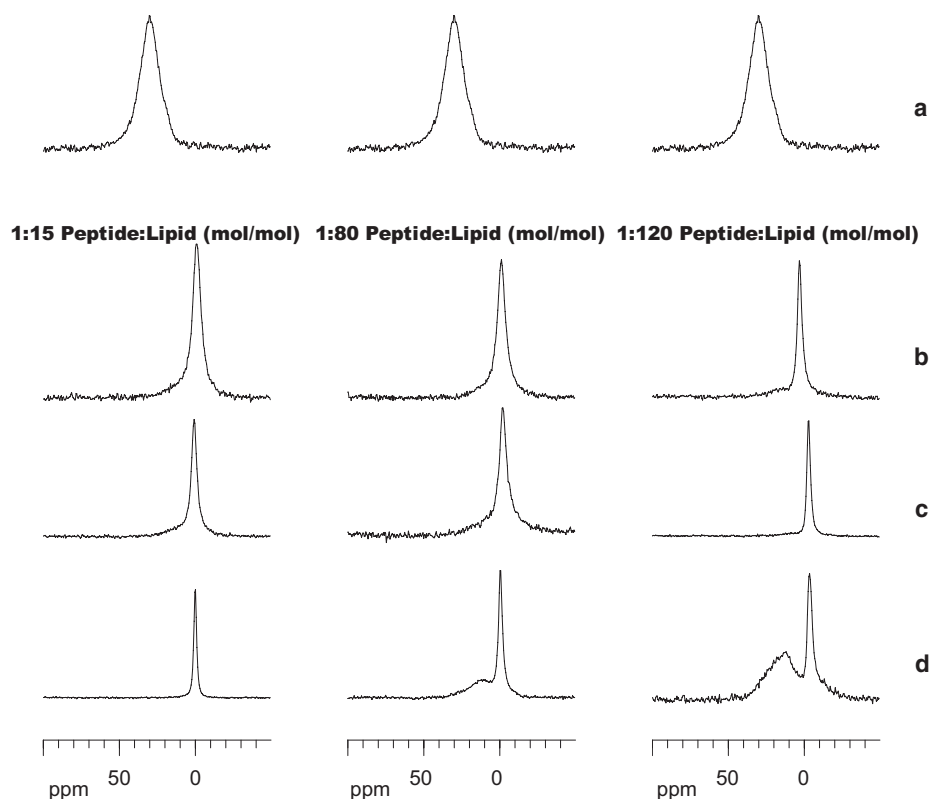 a
1:15 Peptide:Lipid (mol/mol) 1:80 Peptide:Lipid (mol/mol) 1:120 Peptide:Lipid (mol/mol)
b
c
d
50 0 50 0 50 0
ppm ppm ppm